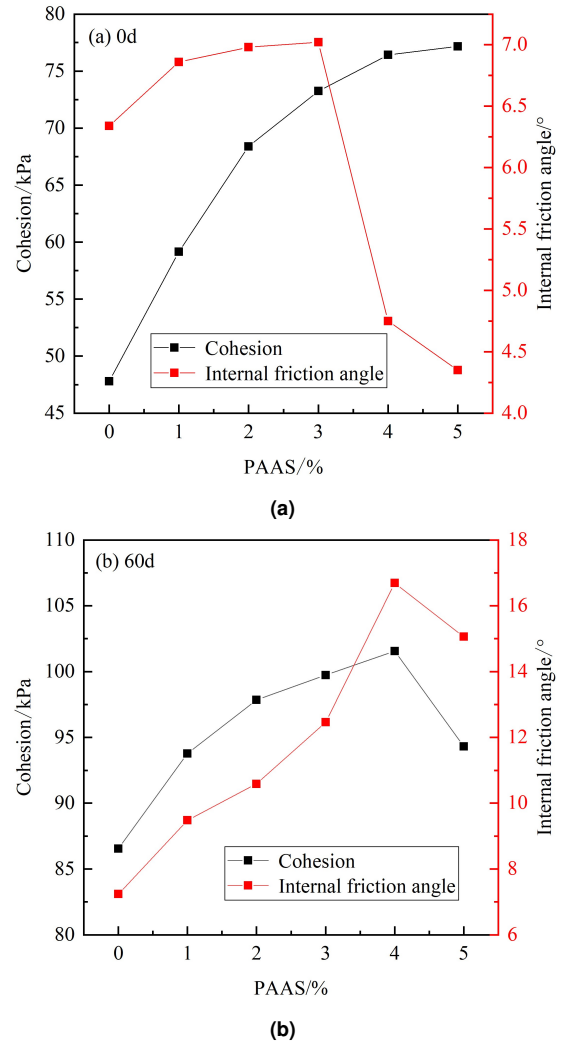 (a) 0d
80
75
70
65
60
55
50
45
7.0
6.5
6.0
5.5
5.0
4.5
4.0
Cohesion/kPa
Internal friction angle/°
Cohesion
Internal friction angle
0 1 2 3 4 5
PAAS/%
(a)
(b) 60d
110
105
100
95
90
85
80
18
16
14
12
10
8
6
Cohesion/kPa
Internal friction angle/°
Cohesion
Internal friction angle
0 1 2 3 4 5
PAAS/%
(b)